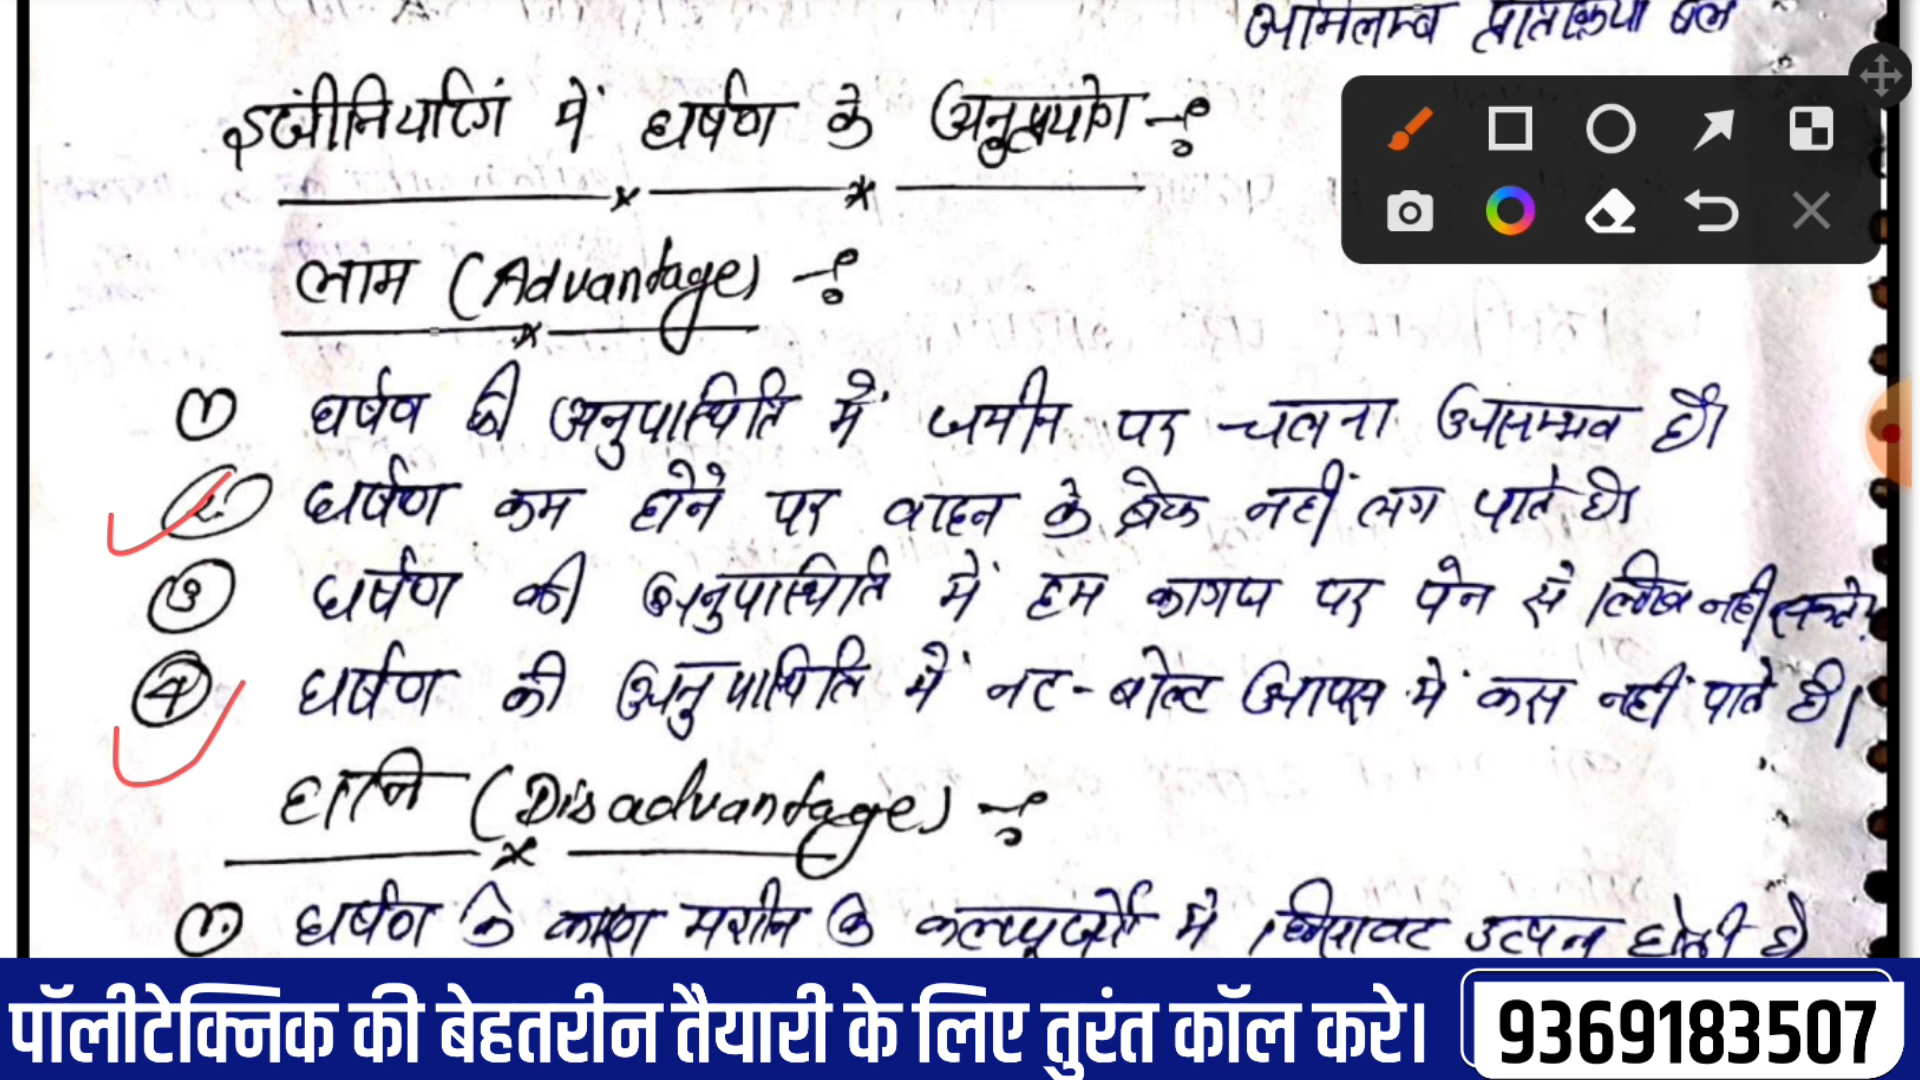 अभिलम्ब प्रतिक्रिया बल
इंजीनियरिंग में घर्षण के अनुप्रयोग -:
लाभ (Advantage) -:
① घर्षण की अनुपस्थिति में जमीन पर चलना असम्भव है।
② घर्षण कम होने पर वाहन के ब्रेक नहीं लग पाते है।
③ घर्षण की अनुपस्थिति में हम कागज पर पेन से लिख नहीं सकते।
④ घर्षण की अनुपस्थिति में नट-बोल्ट आपस में कस नहीं पाते है।
हानि (Disadvantage) -:
① घर्षण के कारण मशीन के कलपुर्जो में घिसावट उत्पन्न होती है
पॉलीटेक्निक की बेहतरीन तैयारी के लिए तुरंत कॉल करे। 9369183507